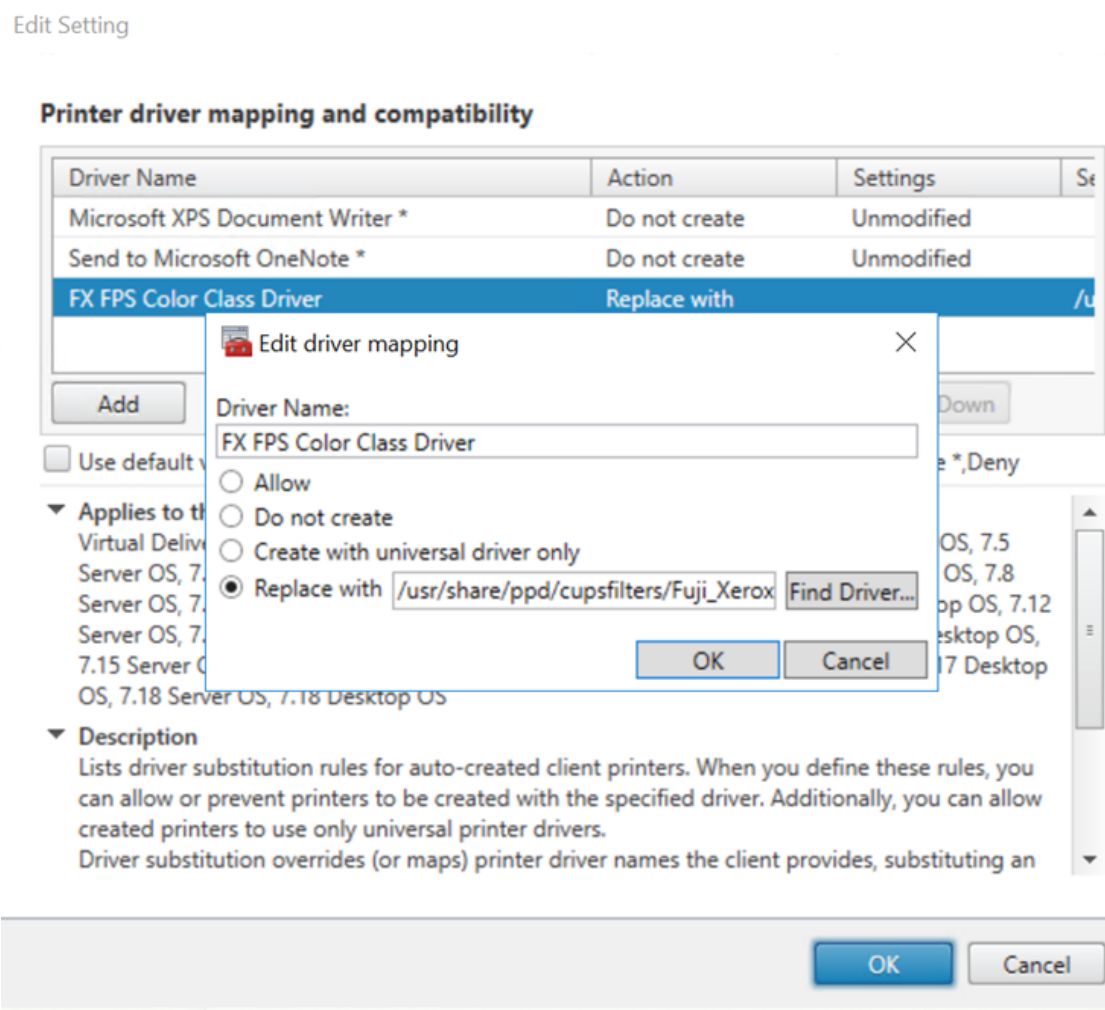 Edit Setting
Printer driver mapping and compatibility
Driver Name Action Settings
Microsoft XPS Document Writer * Do not create Unmodified
Send to Microsoft OneNote * Do not create Unmodified
FX FPS Color Class Driver Replace with
Edit driver mapping
Driver Name:
FX FPS Color Class Driver
Allow
Do not create
Create with universal driver only
Replace with /usr/share/ppd/cupsfilters/Fuji_Xerox Find Driver...
OK Cancel
Add Down
Use default *,Deny
Applies to
Virtual OS, 7.5
Server OS, 7. OS, 7.8
Server OS, 7. OS, 7.12
Server OS, 7. OS,
7.15 Server Desktop
OS, 7.18 Server OS, 7.18 Desktop OS
Description
Lists driver substitution rules for auto-created client printers. When you define these rules, you
can allow or prevent printers to be created with the specified driver. Additionally, you can allow
created printers to use only universal printer drivers.
Driver substitution overrides (or maps) printer driver names the client provides, substituting an
OK Cancel